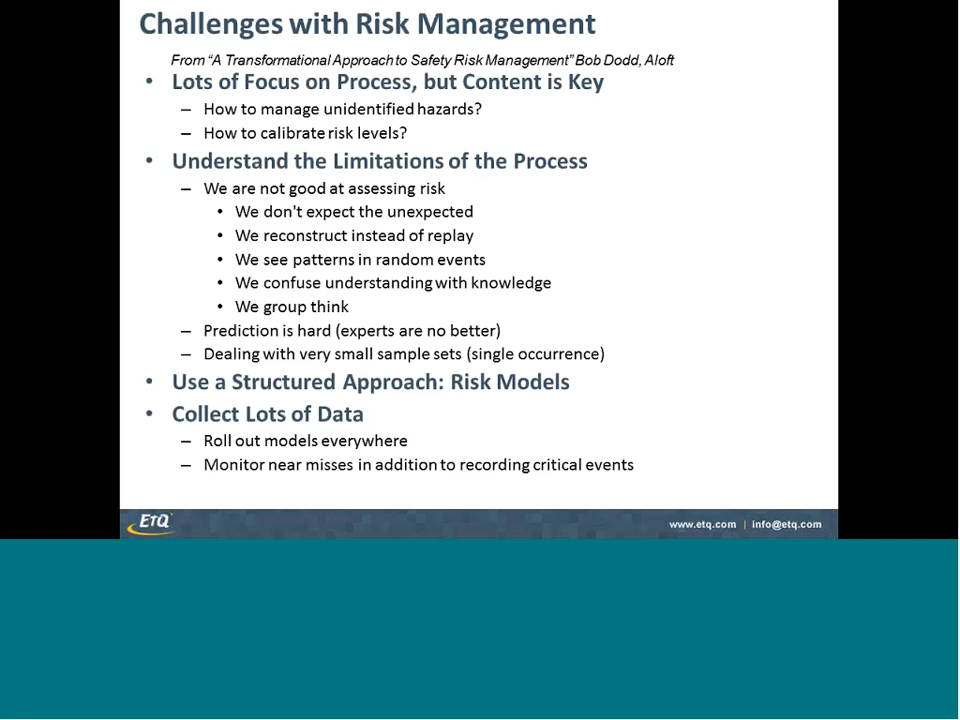 Challenges with Risk Management
From “A Transformational Approach to Safety Risk Management” Bob Dodd, Aloft
• Lots of Focus on Process, but Content is Key
– How to manage unidentified hazards?
– How to calibrate risk levels?
• Understand the Limitations of the Process
– We are not good at assessing risk
• We don't expect the unexpected
• We reconstruct instead of replay
• We see patterns in random events
• We confuse understanding with knowledge
• We group think
– Prediction is hard (experts are no better)
– Dealing with very small sample sets (single occurrence)
• Use a Structured Approach: Risk Models
• Collect Lots of Data
– Roll out models everywhere
– Monitor near misses in addition to recording critical events
ETQ
www.etq.com | info@etq.com